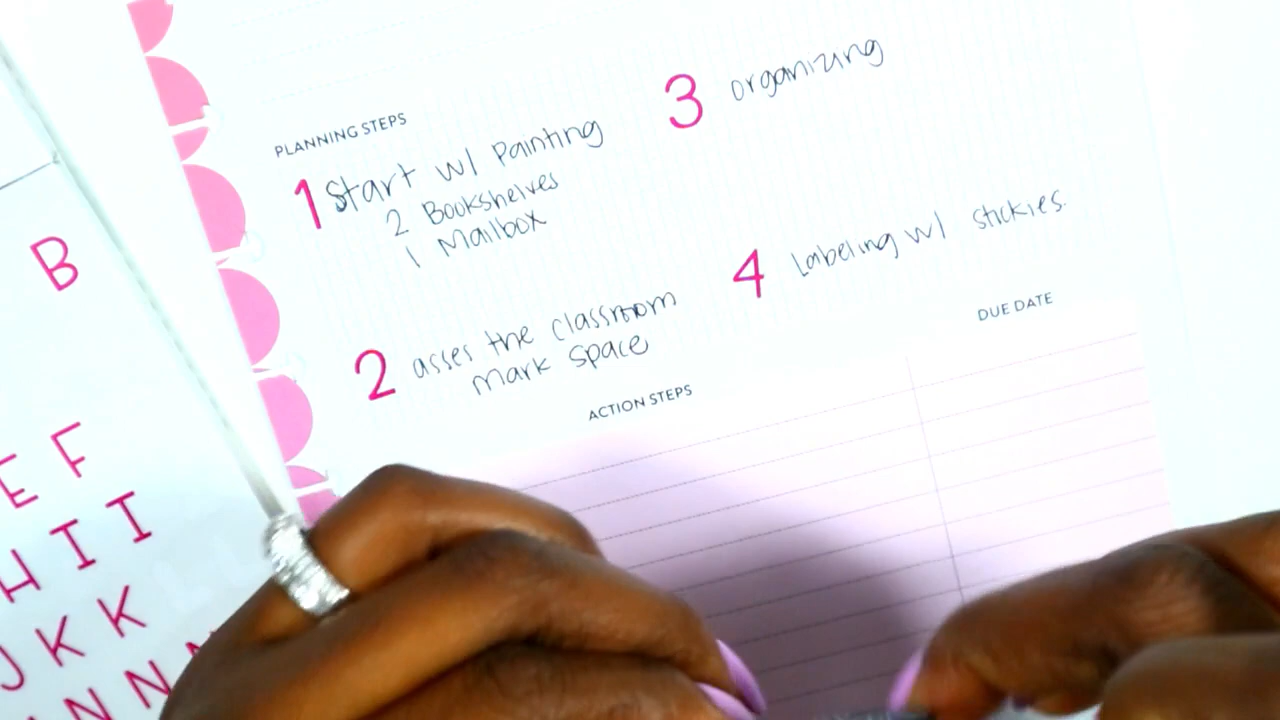 PLANNING STEPS
1 Start w/ Painting
2 Bookshelves
1 Mailbox
2 asses the classroom
mark space
3 organizing
4 Labeling w/ stickies.
ACTION STEPS
DUE DATE
B
E F
H I I
J K K
N N